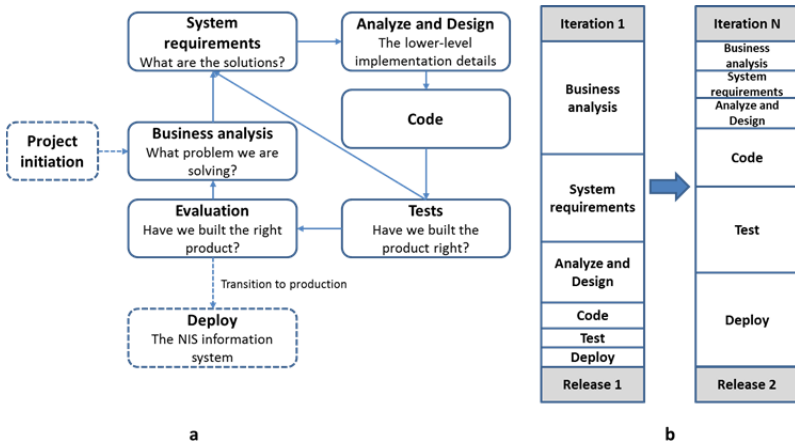 System
requirements
What are the solutions?
Analyze and Design
The lower-level
implementation details
Project
initiation
Business analysis
What problem we are
solving?
Code
Evaluation
Have we built the right
product?
Tests
Have we built the
product right?
Transition to production
Deploy
The NIS information
system
a
Iteration 1
Business
analysis
System
requirements
Analyze and
Design
Code
Test
Deploy
Release 1
Iteration N
Business
analysis
System
requirements
Analyze and
Design
Code
Test
Deploy
Release 2
b